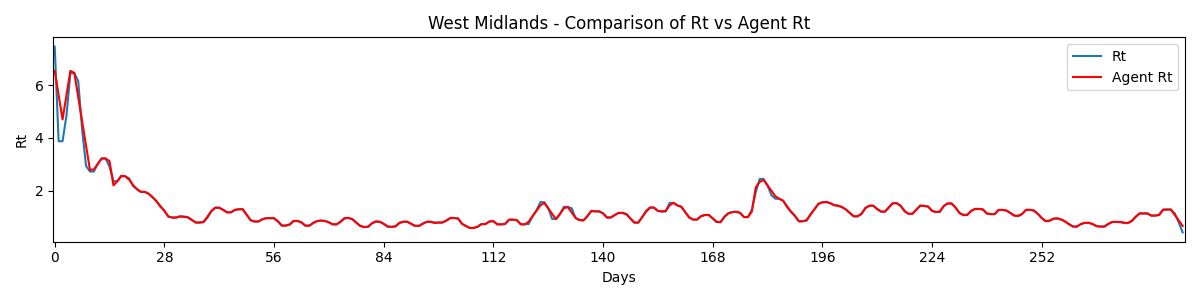 West Midlands - Comparison of Rt vs Agent Rt
Rt
Agent Rt
6
4
2
Rt
0 28 56 84 112 140 168 196 224 252
Days